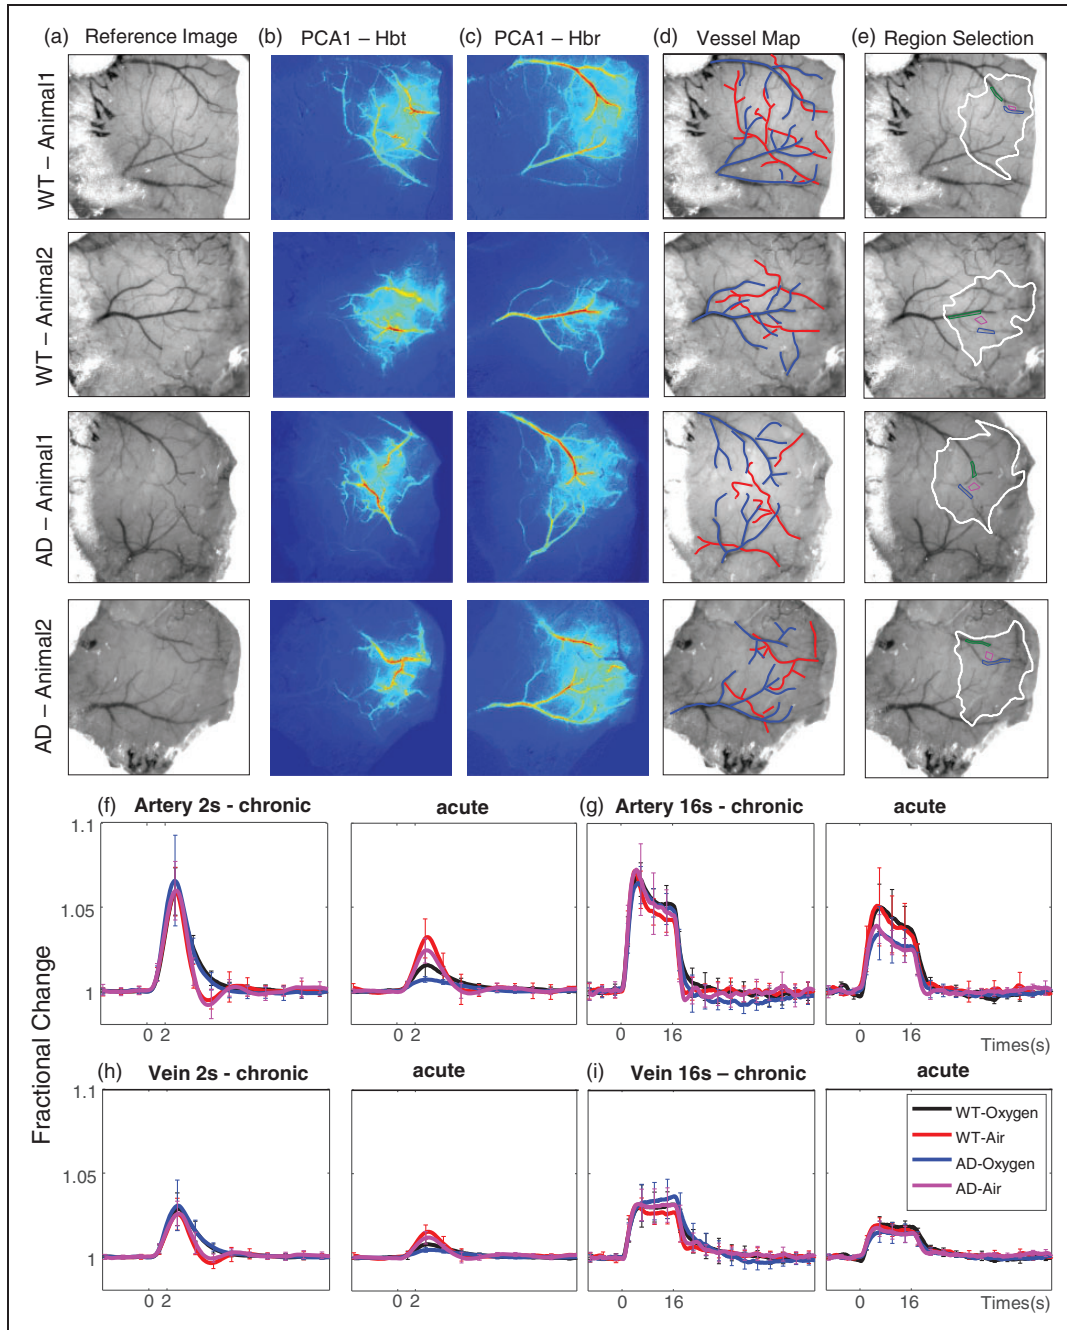 (a) Reference Image (b) PCA1 – Hbt (c) PCA1 – Hbr (d) Vessel Map (e) Region Selection
WT – Animal1
WT – Animal2
AD – Animal1
AD – Animal2
(f) Artery 2s - chronic acute (g) Artery 16s - chronic acute
1.1
1.05
1
0 2 0 2 0 16 0 16
Times(s)
Fractional Change
(h) Vein 2s - chronic acute (i) Vein 16s – chronic acute
1.1
WT-Oxygen
WT-Air
AD-Oxygen
AD-Air
1.05
1
0 2 0 2 0 16 0 16
Times(s)